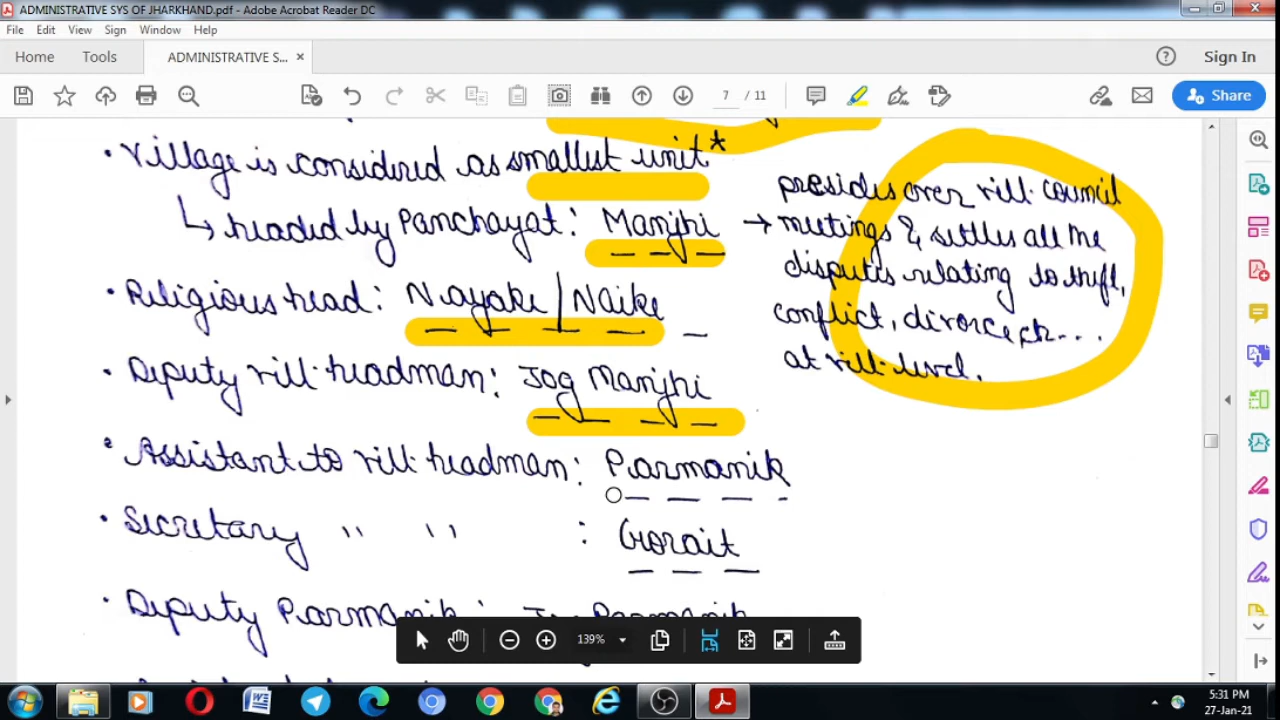 ADMINISTRATIVE SYS OF JHARKHAND.pdf - Adobe Acrobat Reader DC
File Edit View Sign Window Help
Home Tools ADMINISTRATIVE S... × Sign In
7 / 11 Share
• Village is considered as smallest unit *
↳ headed by Panchayat: Manjhi → presides over vill. council meetings & settles all the disputes relating to theft, conflict, divorce etc... at vill. level.
• Religious head: Nayake / Naike
• Deputy vill. headman: Jog Manjhi
• Assistant to vill. headman: Parmanik
• Secretary " " : Gorait
• Deputy Parmanik: Jog Parmanik
139%
5:31 PM
27-Jan-21